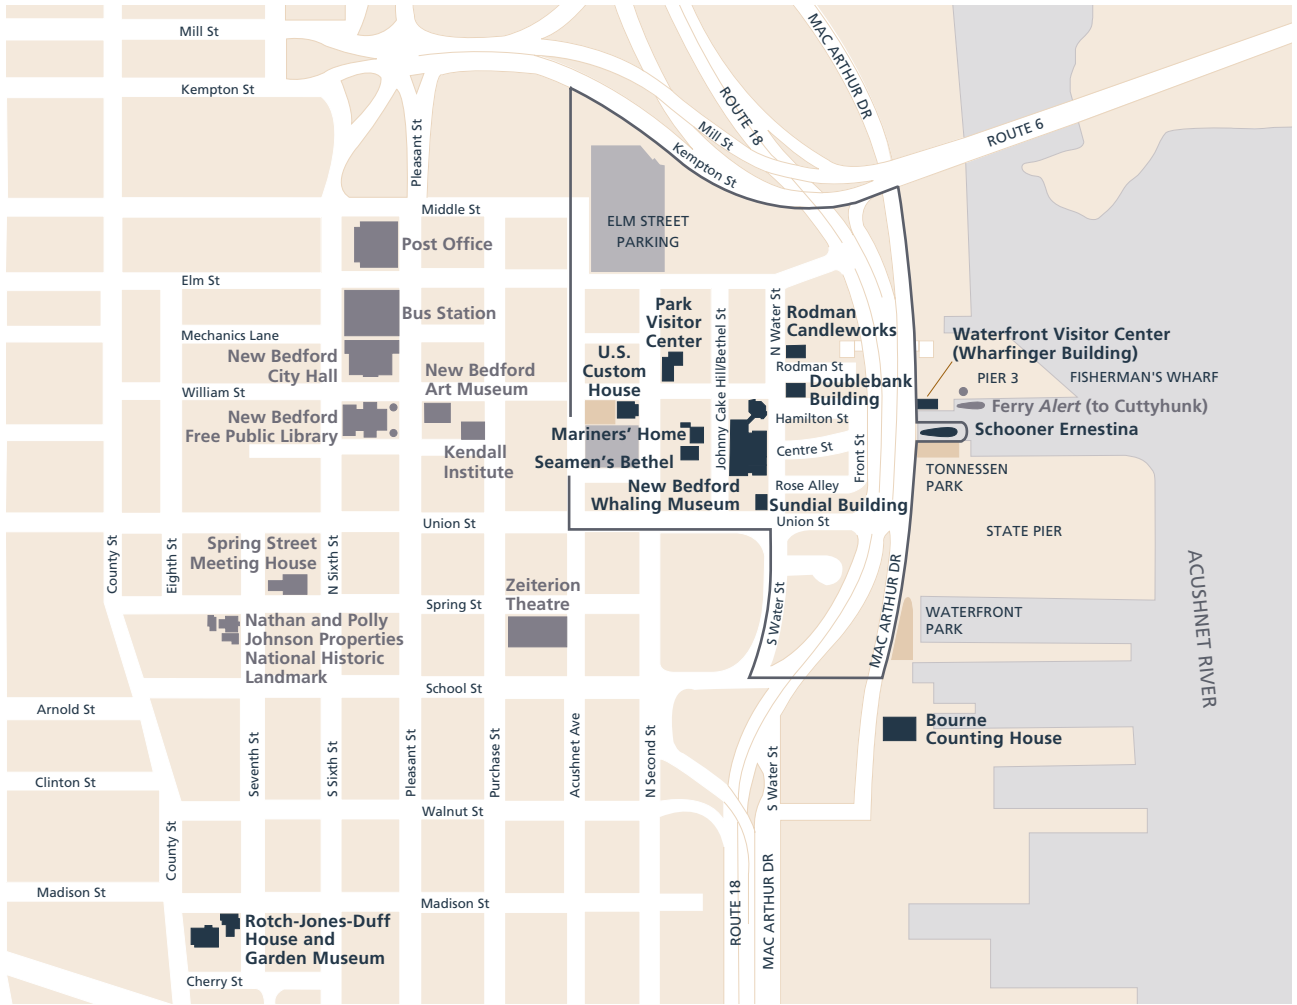 Mill St
MAC ARTHUR DR
Kempton St
ROUTE 18
Mill St
ROUTE 6
Pleasant St
Kempton St
Middle St
ELM STREET
PARKING
Post Office
Elm St
Bus Station
Mechanics Lane
New Bedford
City Hall
Park
Visitor
Center
Johnny Cake Hill/Bethel St
N Water St
Rodman
Candleworks
Waterfront Visitor Center
(Wharfinger Building)
U.S.
Custom
House
Rodman St
PIER 3
FISHERMAN'S WHARF
New Bedford
Art Museum
Doublebank
Building
William St
Ferry Alert (to Cuttyhunk)
New Bedford
Free Public Library
Hamilton St
Schooner Ernestina
Mariners' Home
Centre St
Front St
Kendall
Institute
Seamen's Bethel
TONNESSEN
PARK
New Bedford
Whaling Museum
Rose Alley
Sundial Building
Union St
Union St
STATE PIER
County St
Eighth St
Spring Street
Meeting House
N Sixth St
Zeiterion
Theatre
Spring St
S Water St
MAC ARTHUR DR
WATERFRONT
PARK
ACUSHNET RIVER
Nathan and Polly
Johnson Properties
National Historic
Landmark
School St
Arnold St
Bourne
Counting House
Seventh St
S Sixth St
Pleasant St
Purchase St
Acushnet Ave
N Second St
S Water St
Clinton St
Walnut St
County St
Madison St
Madison St
ROUTE 18
MAC ARTHUR DR
Rotch-Jones-Duff
House and
Garden Museum
Cherry St